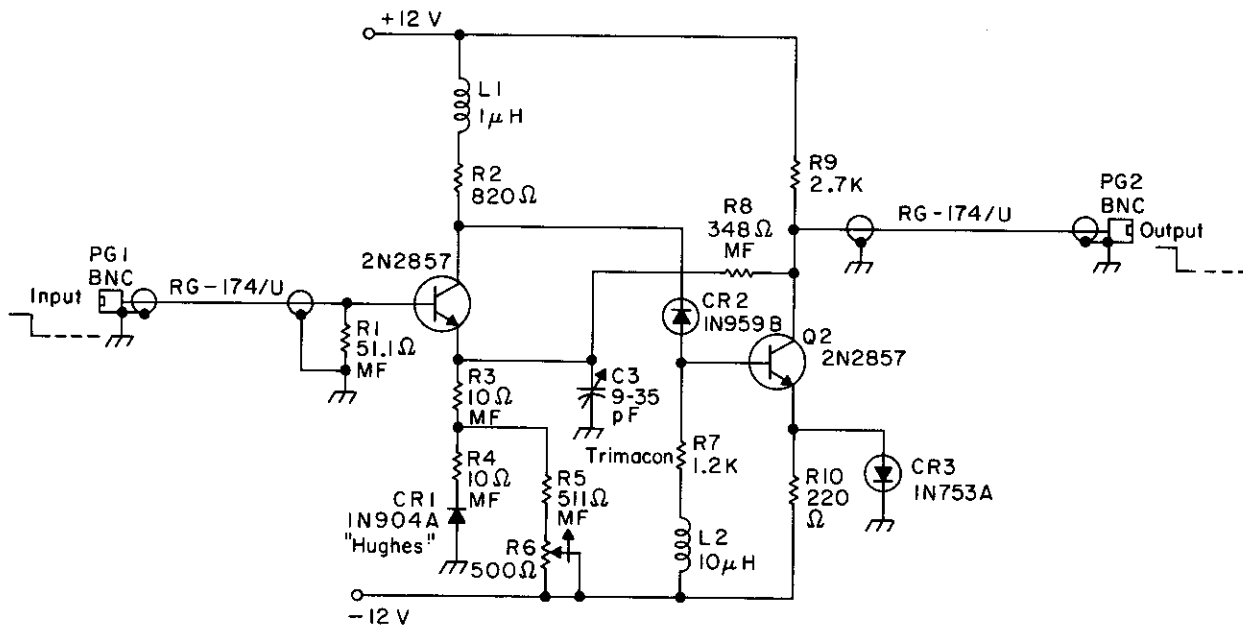 +12 V
L1
1μH
R2
820Ω
R9
2.7K
R8
348Ω
MF
PG2
BNC
RG-174/U
Output
PG1
BNC
RG-174/U
2N2857
Input
R1
51.1Ω
MF
CR2
1N959B
Q2
2N2857
R3
10Ω
MF
C3
9-35
pF
Trimacon
R4
10Ω
MF
R5
511Ω
MF
R7
1.2K
CR1
1N904A
"Hughes"
R6
500Ω
L2
10μH
R10
220
Ω
CR3
1N753A
-12 V